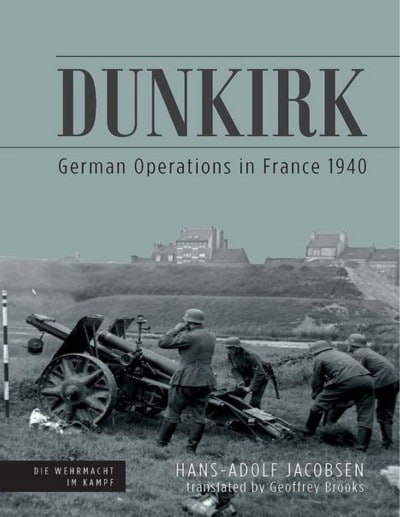 DUNKIRK
German Operations in France 1940
DIE WEHRMACHT
IM KAMPF
HANS-ADOLF JACOBSEN
translated by Geoffrey Brooks